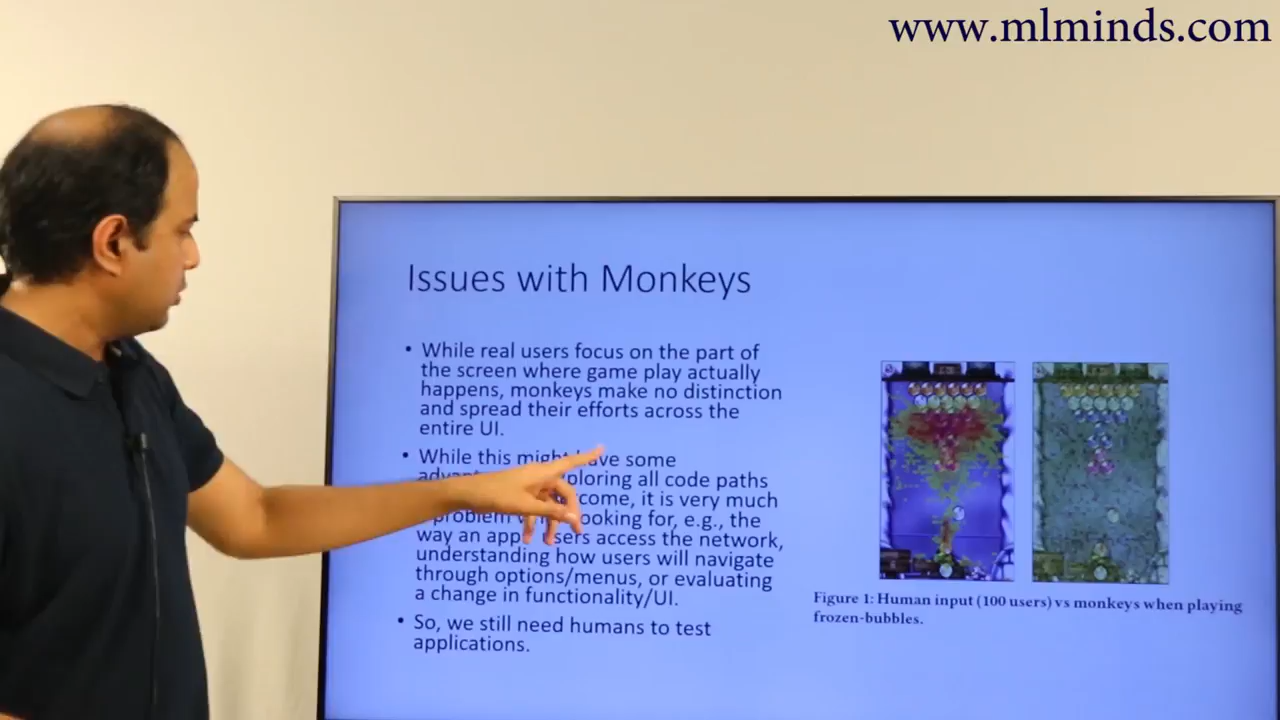 www.mlminds.com
Issues with Monkeys
• While real users focus on the part of
the screen where game play actually
happens, monkeys make no distinction
and spread their efforts across the
entire UI.
• While this might have some
ploring all code paths
come, it is very much
problem looking for, e.g., the
way an app users access the network,
understanding how users will navigate
through options/menus, or evaluating
a change in functionality/UI.
• So, we still need humans to test
applications.
Figure 1: Human input (100 users) vs monkeys when playing
frozen-bubbles.